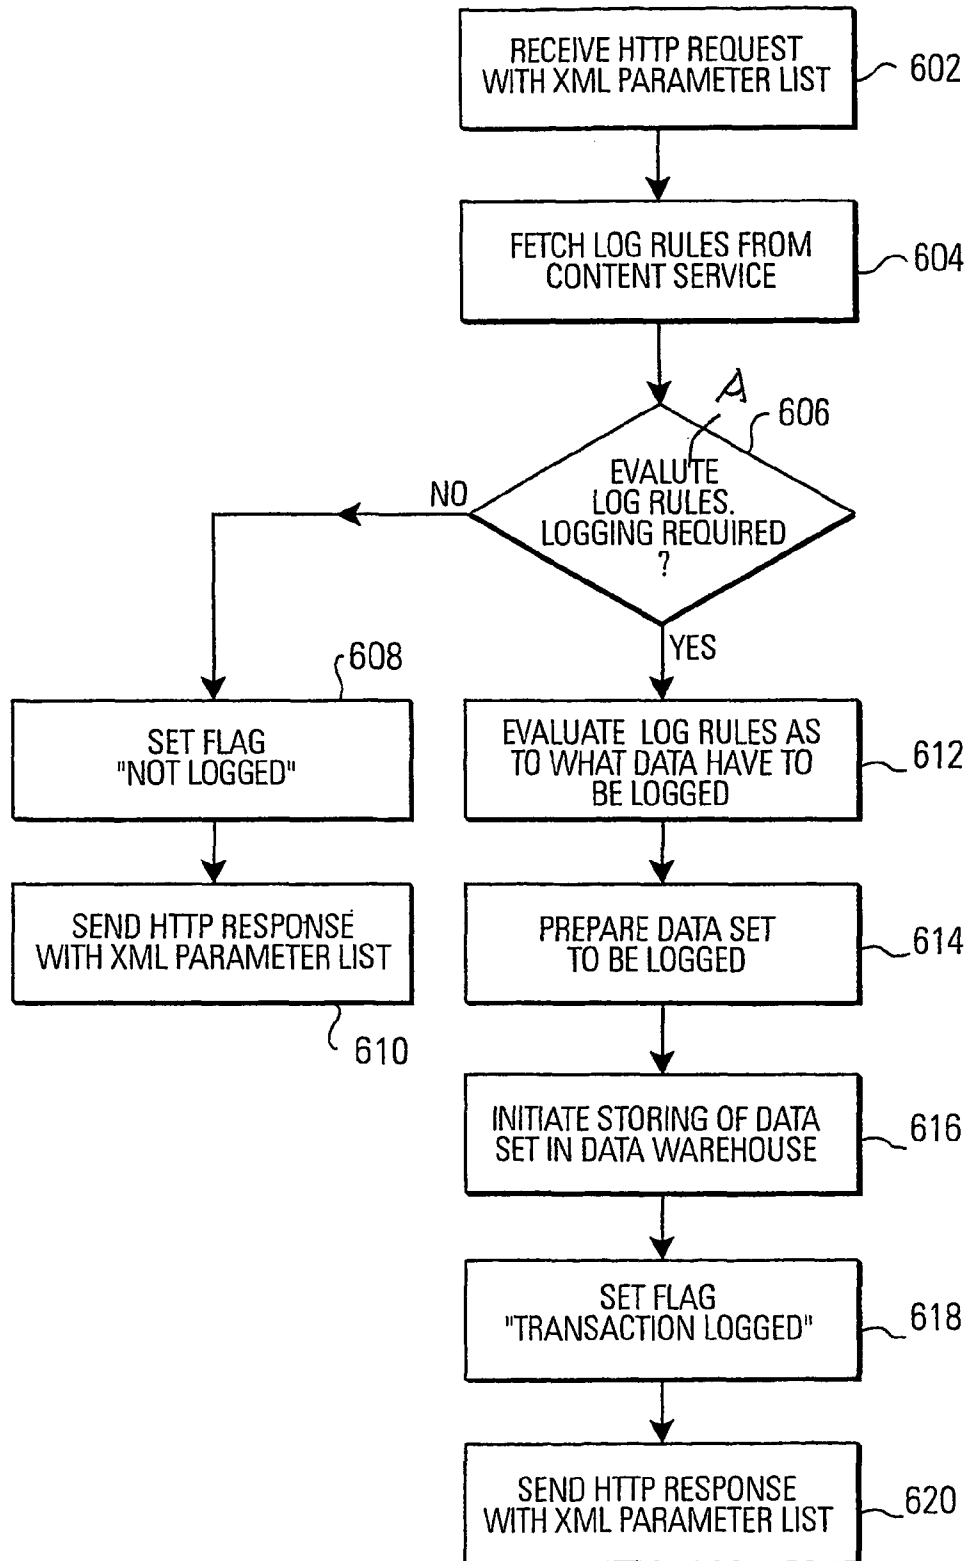 RECEIVE HTTP REQUEST
WITH XML PARAMETER LIST
602
FETCH LOG RULES FROM
CONTENT SERVICE
604
A
606
EVALUTE
LOG RULES.
LOGGING REQUIRED
?
NO
YES
608
SET FLAG
"NOT LOGGED"
EVALUATE LOG RULES AS
TO WHAT DATA HAVE TO
BE LOGGED
612
SEND HTTP RESPONSE
WITH XML PARAMETER LIST
610
PREPARE DATA SET
TO BE LOGGED
614
INITIATE STORING OF DATA
SET IN DATA WAREHOUSE
616
SET FLAG
"TRANSACTION LOGGED"
618
SEND HTTP RESPONSE
WITH XML PARAMETER LIST
620